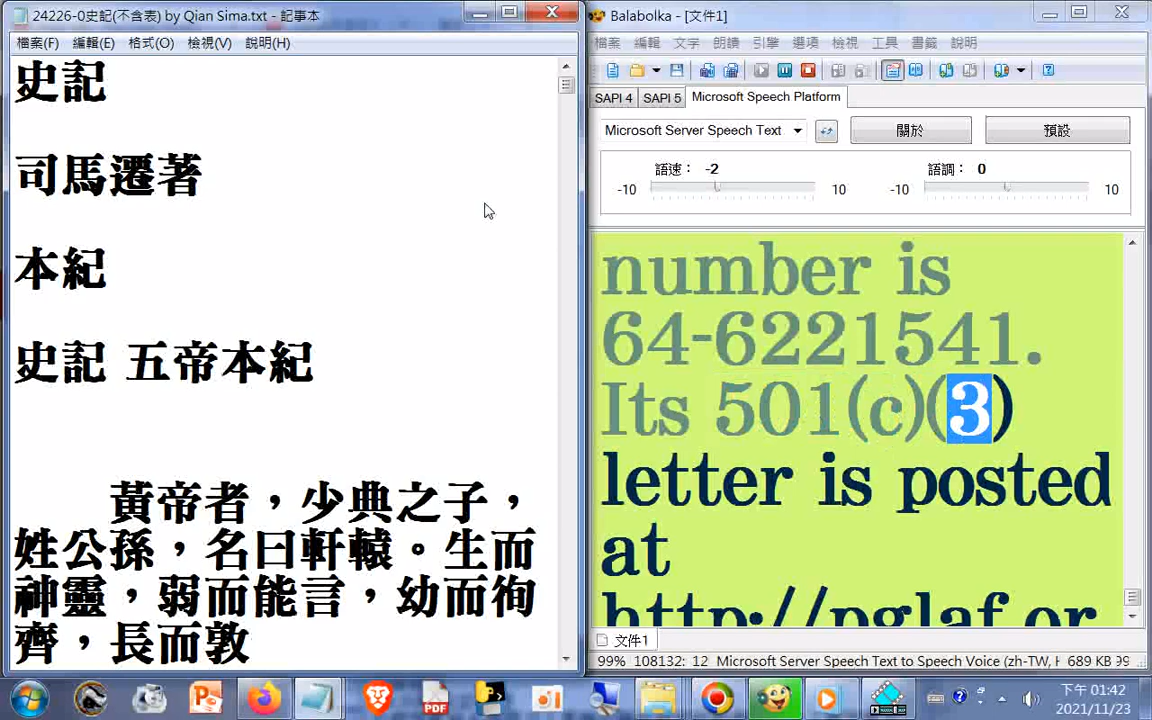 24226-0史記(不含表) by Qian Sima.txt - 記事本
檔案(F) 編輯(E) 格式(O) 檢視(V) 說明(H)
史記
司馬遷著
本紀
史記 五帝本紀
黃帝者，少典之子，
姓公孫，名曰軒轅。生而
神靈，弱而能言，幼而徇
齊，長而敦
Balabolka - [文件1]
檔案 編輯 文字 朗讀 引擎 選項 檢視 工具 書籤 說明
SAPI 4 SAPI 5 Microsoft Speech Platform
Microsoft Server Speech Text 關於 預設
語速： -2 語調： 0
-10 10 -10 10
number is
64-6221541.
Its 501(c)(3)
letter is posted
at
http://pglaf.or
文件1
99% 108132: 12 Microsoft Server Speech Text to Speech Voice (zh-TW, H 689 KB 99
PDF
下午 01:42
2021/11/23